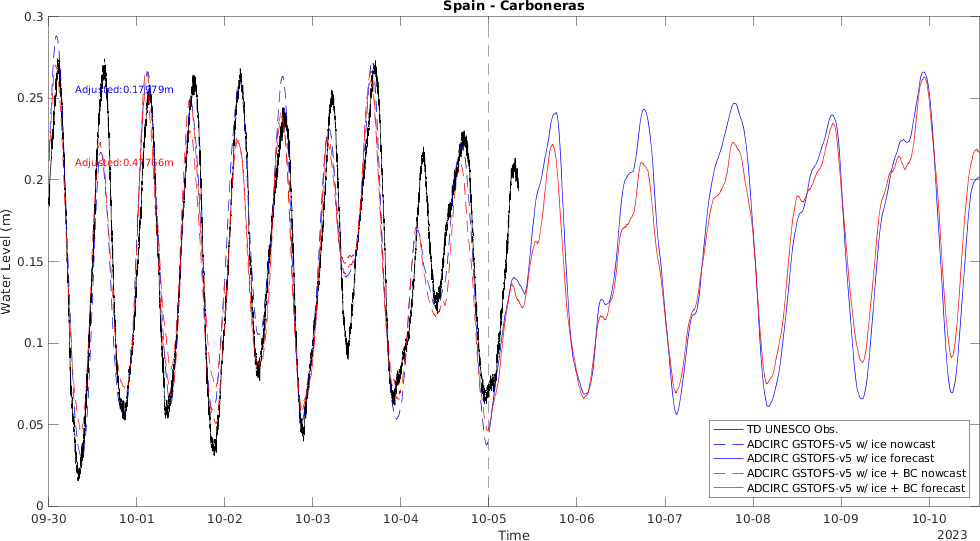 Spain - Carboneras
0.3
0.25
0.2
0.15
0.1
0.05
0
Water Level (m)
Adjusted:0.17979m
Adjusted:0.47766m
TD UNESCO Obs.
ADCIRC GSTOFS-v5 w/ ice nowcast
ADCIRC GSTOFS-v5 w/ ice forecast
ADCIRC GSTOFS-v5 w/ ice + BC nowcast
ADCIRC GSTOFS-v5 w/ ice + BC forecast
09-30 10-01 10-02 10-03 10-04 10-05 10-06 10-07 10-08 10-09 10-10
Time
2023